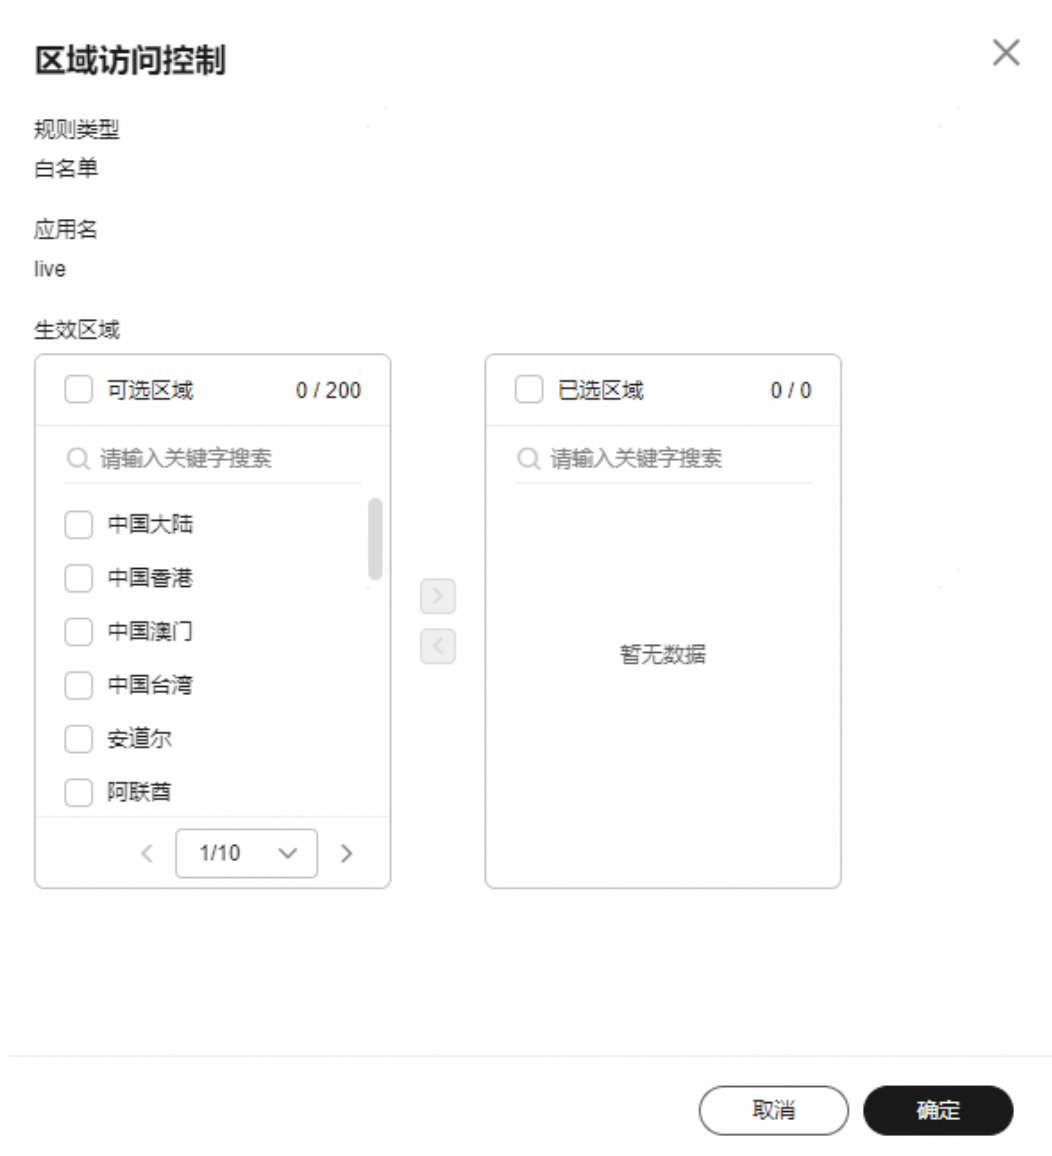 区域访问控制
规则类型
白名单
应用名
live
生效区域
可选区域 0 / 200
请输入关键字搜索
中国大陆
中国香港
中国澳门
中国台湾
安道尔
阿联酋
1/10
已选区域 0 / 0
请输入关键字搜索
暂无数据
取消 确定